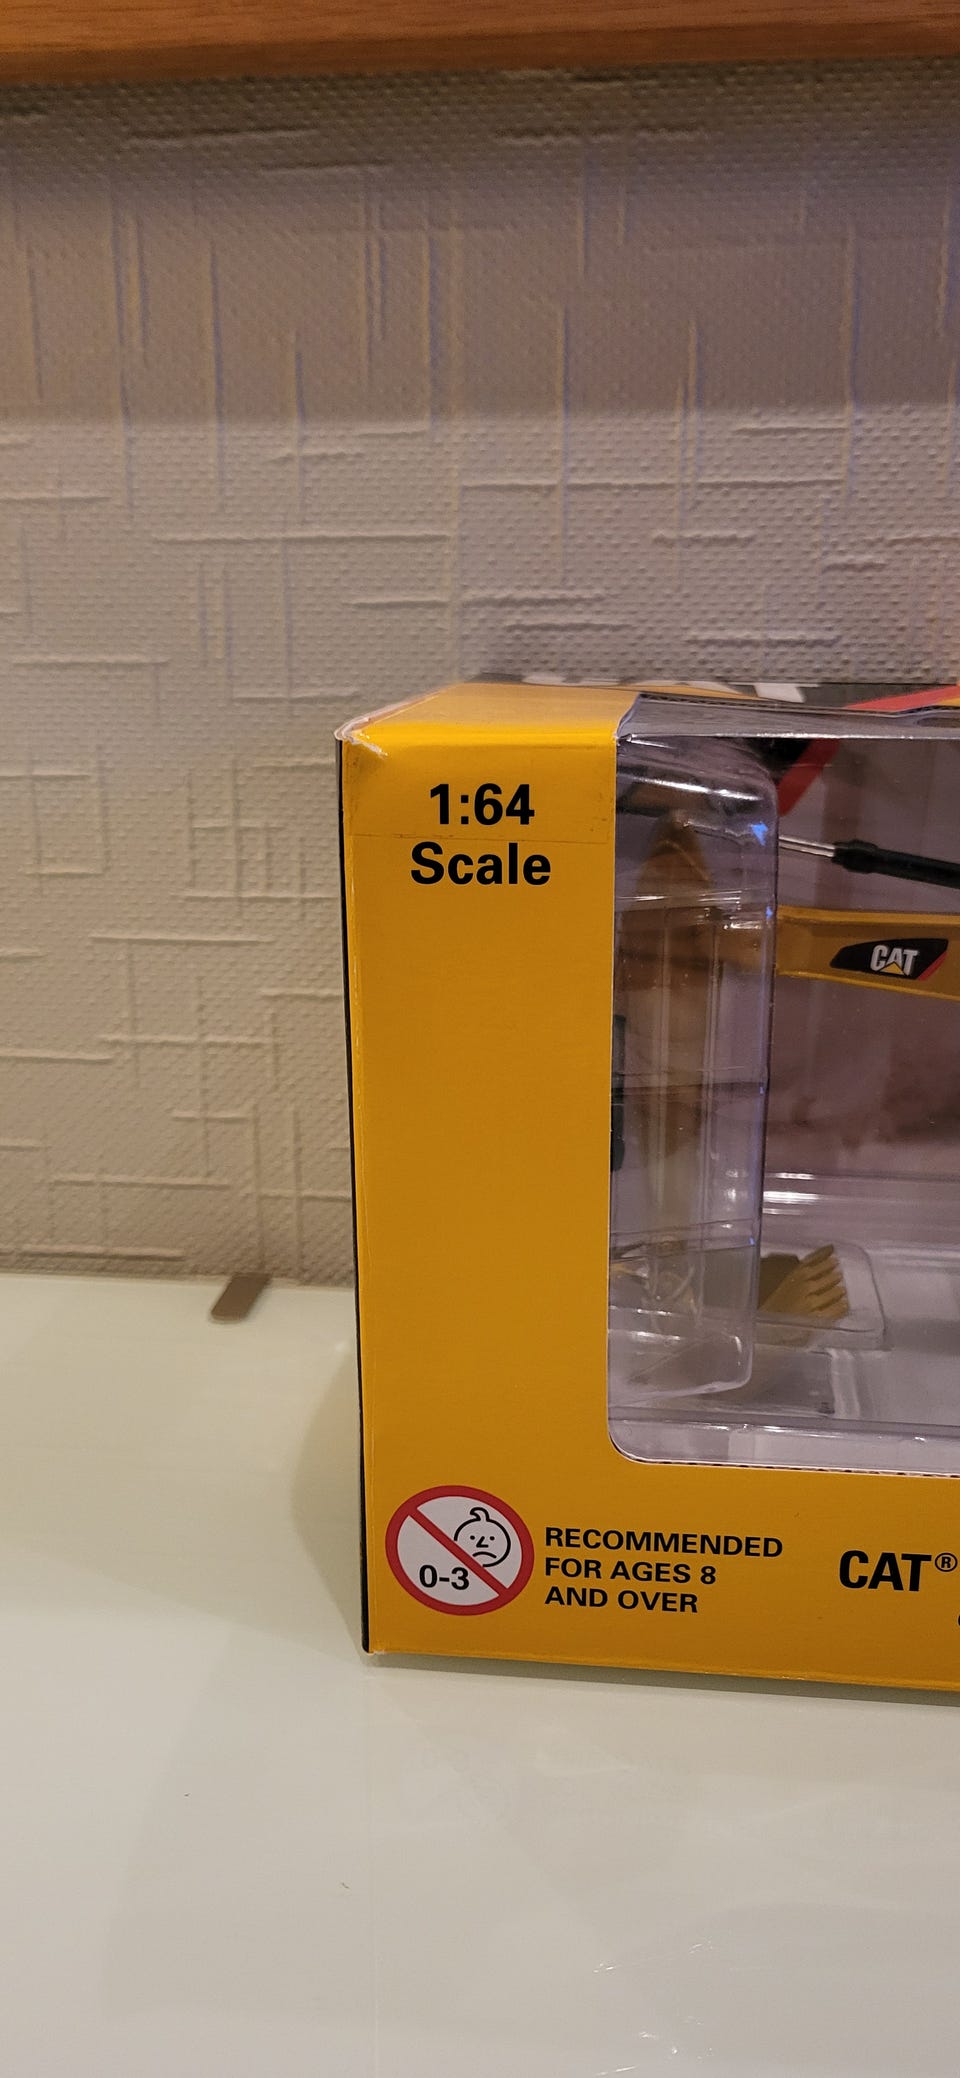 1:64
Scale
CAT
0-3
RECOMMENDED
FOR AGES 8
AND OVER
CAT®